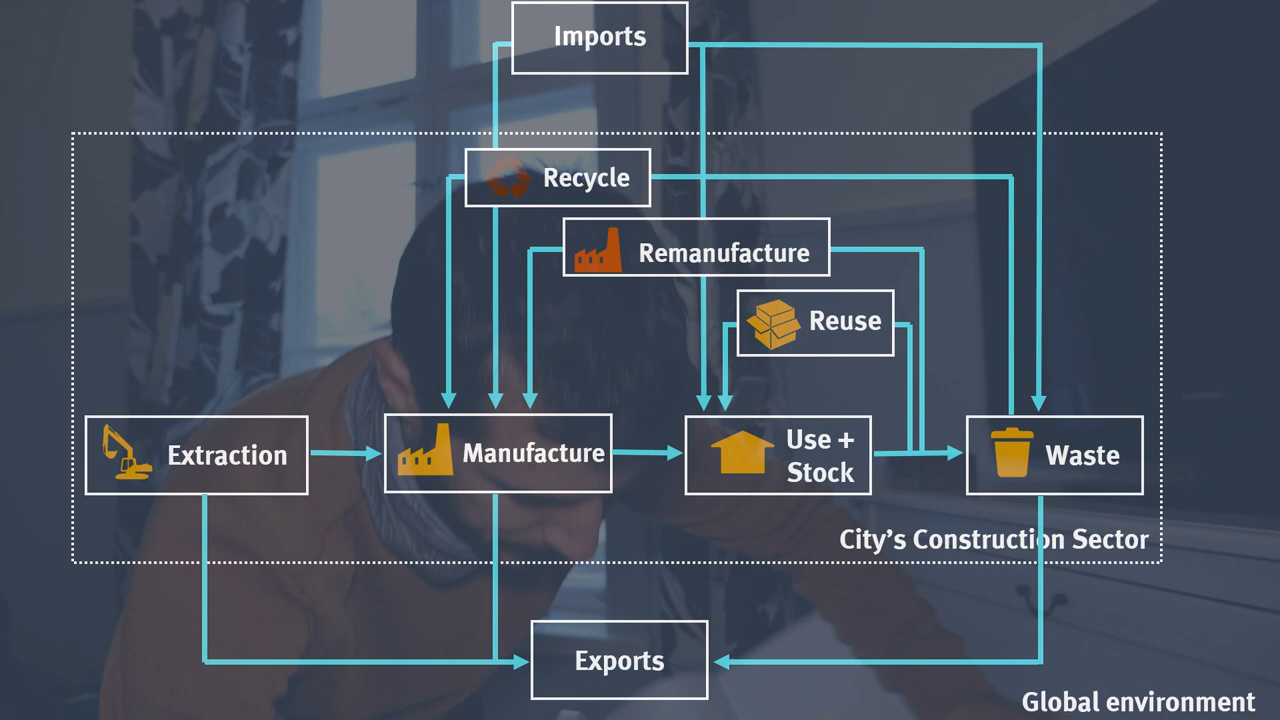 Imports
Recycle
Remanufacture
Reuse
Extraction
Manufacture
Use +
Stock
Waste
City’s Construction Sector
Exports
Global environment